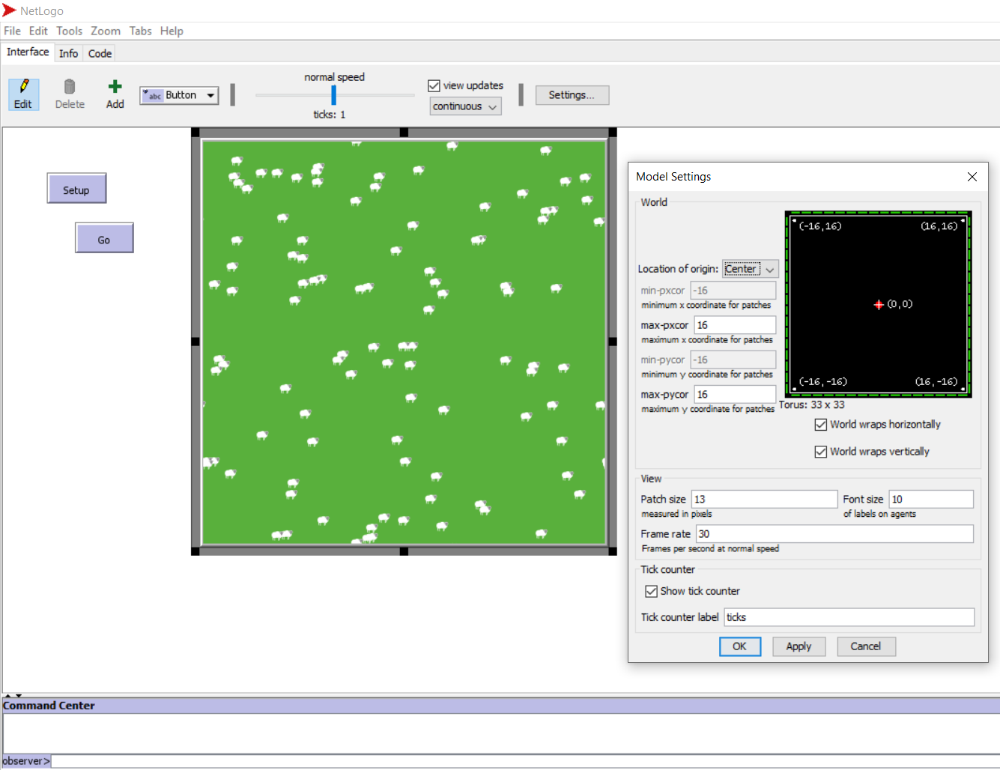 NetLogo
File Edit Tools Zoom Tabs Help
Interface Info Code
normal speed
view updates
Edit Delete Add abc Button
continuous
Settings...
ticks: 1
Setup
Go
Model Settings
World
(-16,16) (16,16)
Location of origin: Center
min-pxcor -16
minimum x coordinate for patches
(0,0)
max-pxcor 16
maximum x coordinate for patches
min-pycor -16
minimum y coordinate for patches
(-16,-16) (16,-16)
max-pycor 16
maximum y coordinate for patches
Torus: 33 x 33
World wraps horizontally
World wraps vertically
View
Patch size 13 Font size 10
measured in pixels of labels on agents
Frame rate 30
Frames per second at normal speed
Tick counter
Show tick counter
Tick counter label ticks
OK Apply Cancel
Command Center
observer>